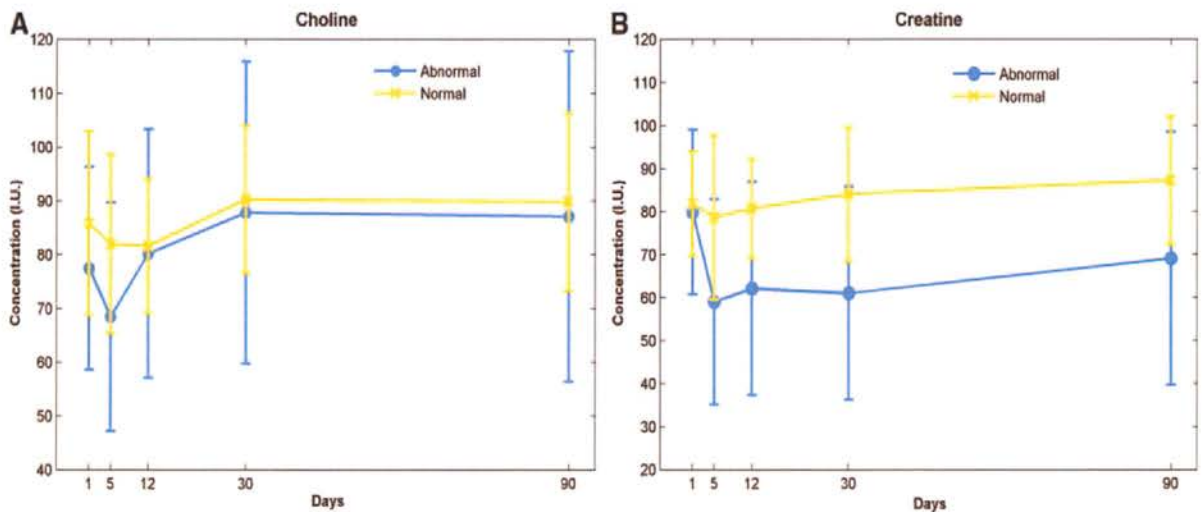 A
Choline
120
110
100
90
80
70
60
50
40
Concentration (I.U.)
Abnormal
Normal
1 5 12 30 90
Days
B
Creatine
120
110
100
90
80
70
60
50
40
30
20
Concentration (I.U.)
Abnormal
Normal
1 5 12 30 90
Days